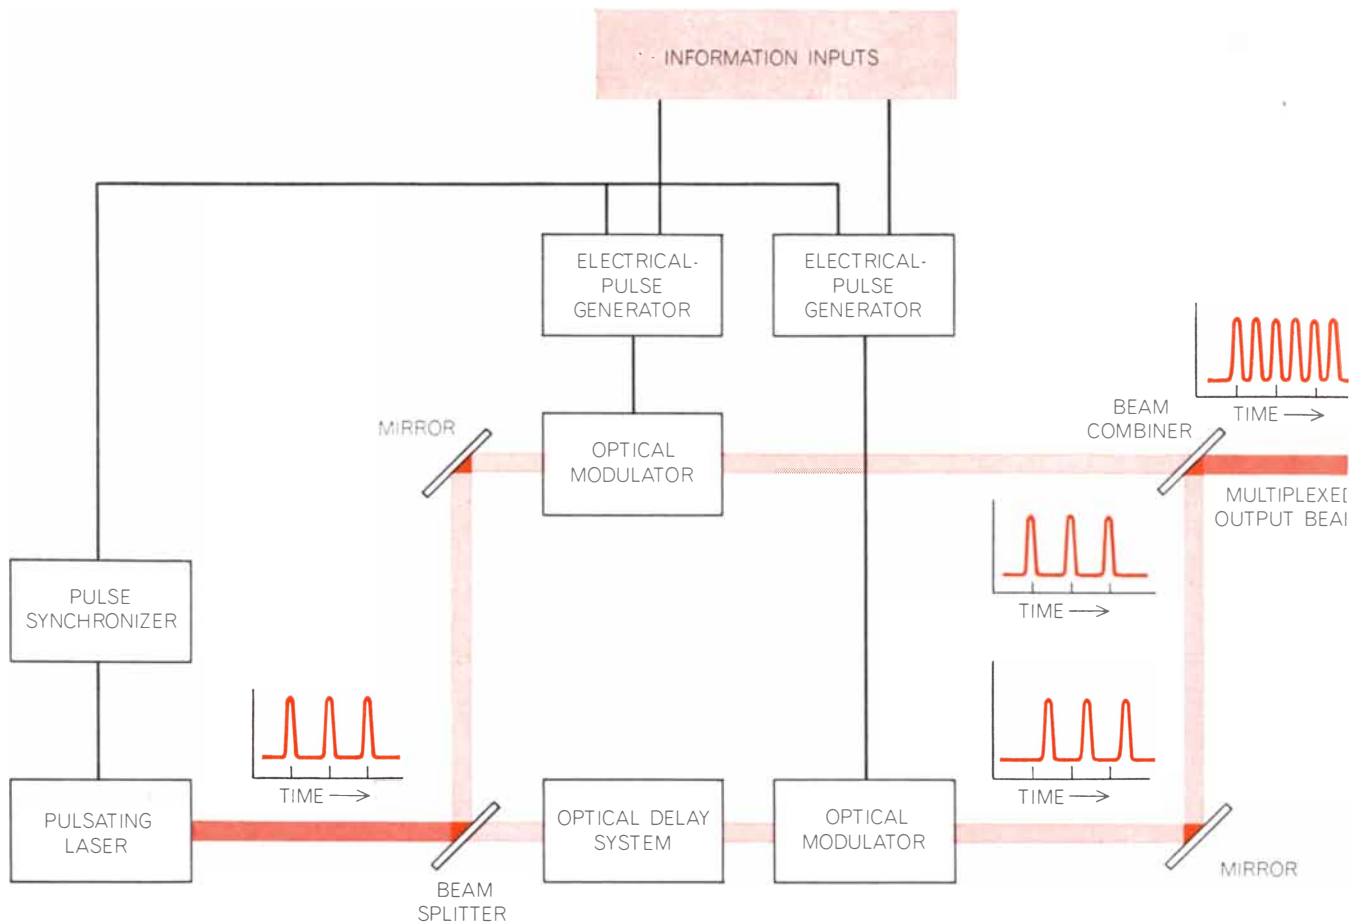 INFORMATION INPUTS
ELECTRICAL-
PULSE
GENERATOR
ELECTRICAL-
PULSE
GENERATOR
TIME
BEAM
COMBINER
MIRROR
OPTICAL
MODULATOR
MULTIPLEXED
OUTPUT BEA
TIME
PULSE
SYNCHRONIZER
TIME
TIME
PULSATING
LASER
OPTICAL DELAY
SYSTEM
OPTICAL
MODULATOR
MIRROR
BEAM
SPLITTER